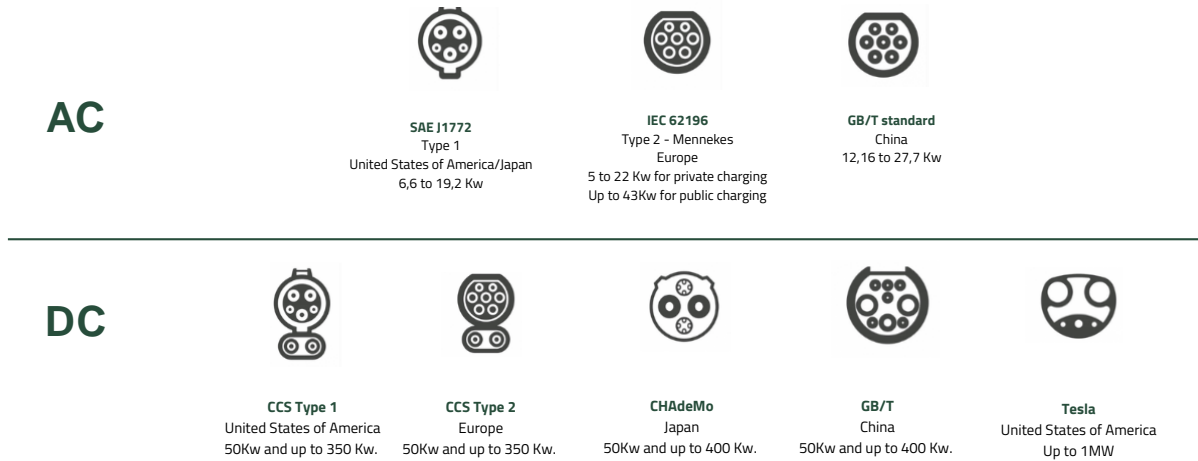 AC
SAE J1772
Type 1
United States of America/Japan
6,6 to 19,2 Kw
IEC 62196
Type 2 - Mennekes
Europe
5 to 22 Kw for private charging
Up to 43Kw for public charging
GB/T standard
China
12,16 to 27,7 Kw
DC
CCS Type 1
United States of America
50Kw and up to 350 Kw.
CCS Type 2
Europe
50Kw and up to 350 Kw.
CHAdeMo
Japan
50Kw and up to 400 Kw.
GB/T
China
50Kw and up to 400 Kw.
Tesla
United States of America
Up to 1MW